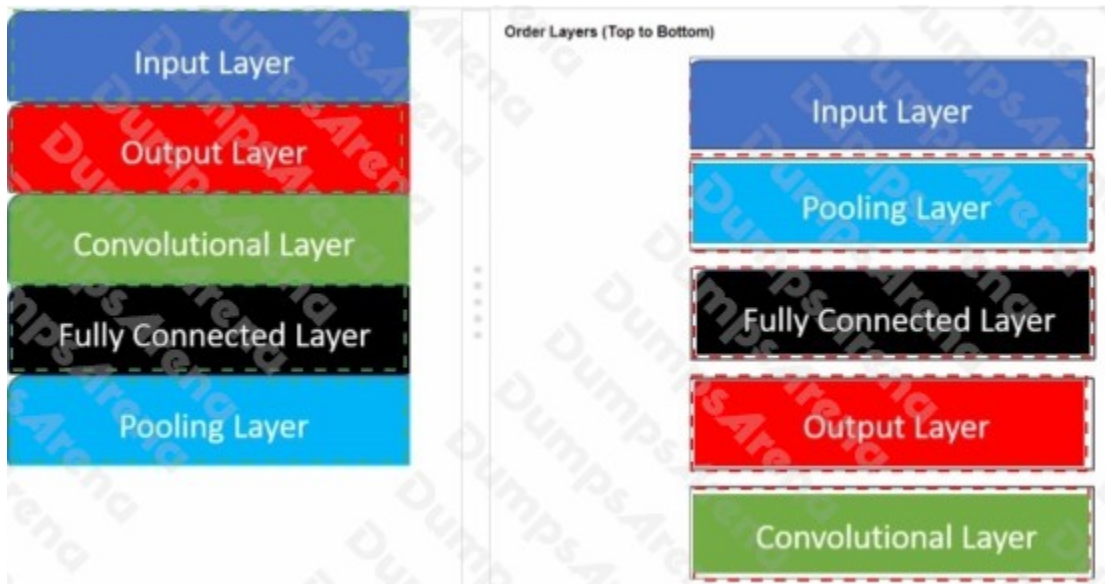 Input Layer
Output Layer
Convolutional Layer
Fully Connected Layer
Pooling Layer
Order Layers (Top to Bottom)
Input Layer
Pooling Layer
Fully Connected Layer
Output Layer
Convolutional Layer
DumpsArena